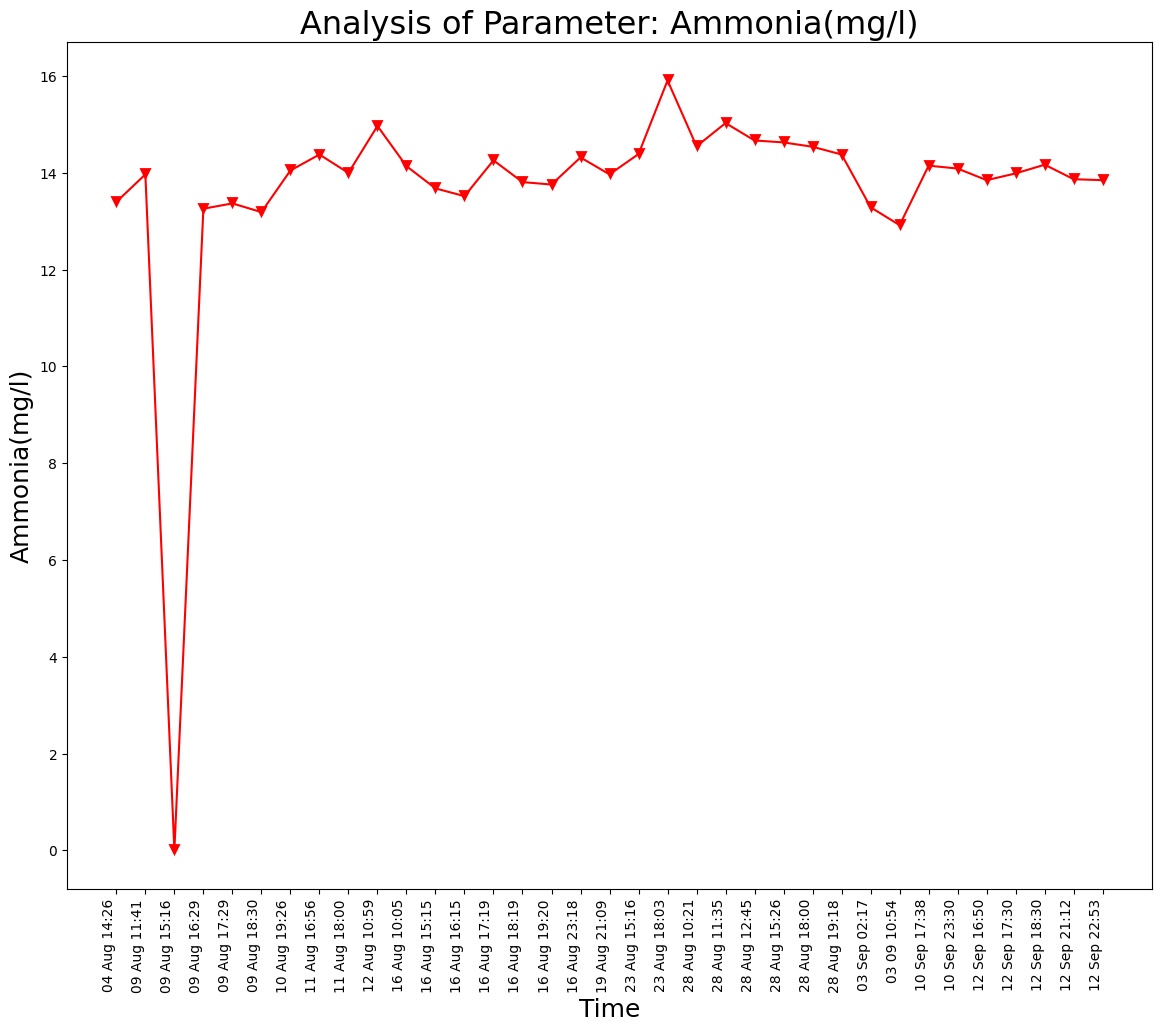 Analysis of Parameter: Ammonia(mg/l)
16
14
12
10
8
6
4
2
0
Ammonia(mg/l)
04 Aug 14:26
09 Aug 11:41
09 Aug 15:16
09 Aug 16:29
09 Aug 17:29
09 Aug 18:30
10 Aug 19:26
11 Aug 16:56
11 Aug 18:00
12 Aug 10:59
16 Aug 10:05
16 Aug 15:15
16 Aug 16:15
16 Aug 17:19
16 Aug 18:19
16 Aug 19:20
16 Aug 23:18
19 Aug 21:09
23 Aug 15:16
23 Aug 18:03
28 Aug 10:21
28 Aug 11:35
28 Aug 12:45
28 Aug 15:26
28 Aug 18:00
28 Aug 19:18
03 Sep 02:17
03 09 10:54
10 Sep 17:38
10 Sep 23:30
12 Sep 16:50
12 Sep 17:30
12 Sep 18:30
12 Sep 21:12
12 Sep 22:53
Time